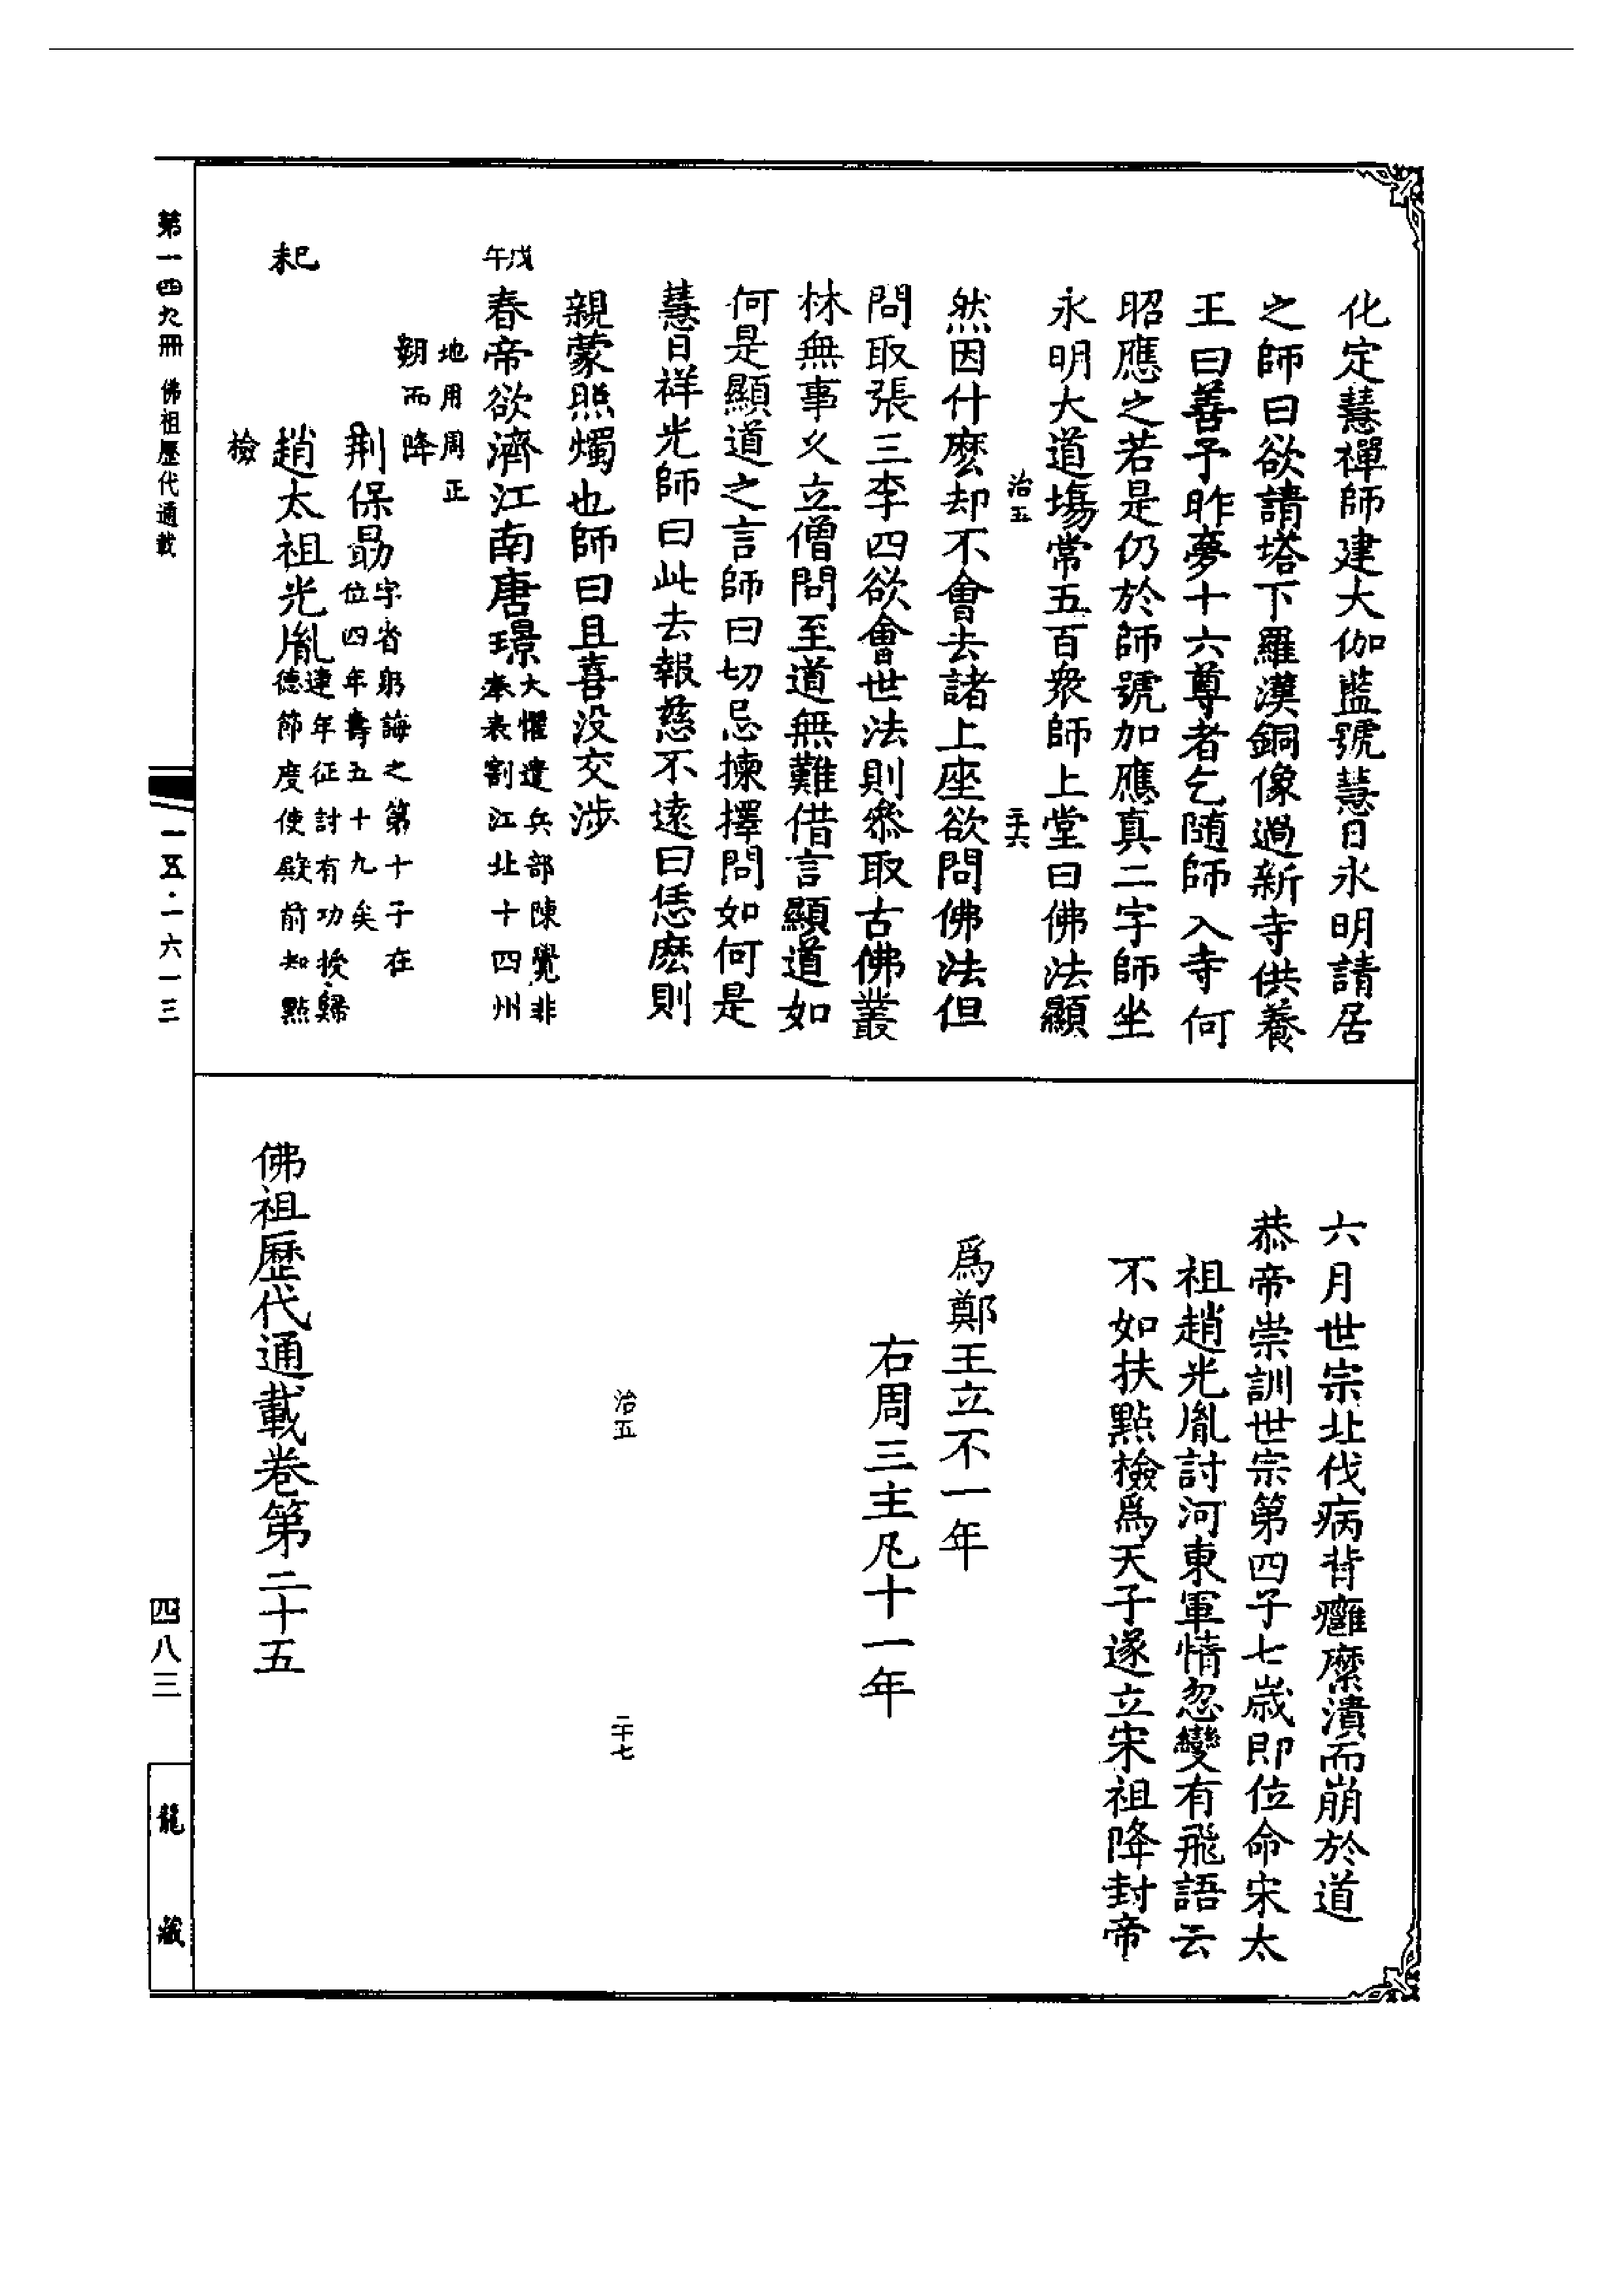 化定慧禪師建大伽藍號慧日永明請居
之師曰欲請塔下羅漢銅像過新寺供養
王曰善予昨夢十六尊者乞随師入寺何
昭應之若是仍於師號加應真二字師坐
永明大道場常五百衆師上堂曰佛法顯
治五 二十六
然因什麽却不會去諸上座欲問佛法但
問取張三李四欲會世法則叅取古佛叢
林無事久立僧問至道無難借言顯道如
何是顯道之言師曰切忌揀擇問如何是
慧日祥光師曰此去報慈不遠曰恁麽則
親蒙照燭也師曰且喜没交涉
戊午
春帝欲濟江南唐璟
大懼遣兵部陳覺非
奉表割江北十四州
地用周正
朔而降
荆保勗
字省躬誨之第十子在
位四年壽五十九矣
己未
趙太祖光胤
連年征討有功授歸
德節度使殿前知點
檢
第一四九冊 佛祖歷代通載
一五·一六一三
六月世宗北伐病背癰糜潰而崩於道
恭帝崇訓世宗第四子七歲即位命宋太
祖趙光胤討河東軍情忽變有飛語云
不如扶點檢爲天子遂立宋祖降封帝
爲鄭王立不一年
右周三主凡十一年
治五 二十七
佛祖歷代通載卷第二十五
四八三
龍藏